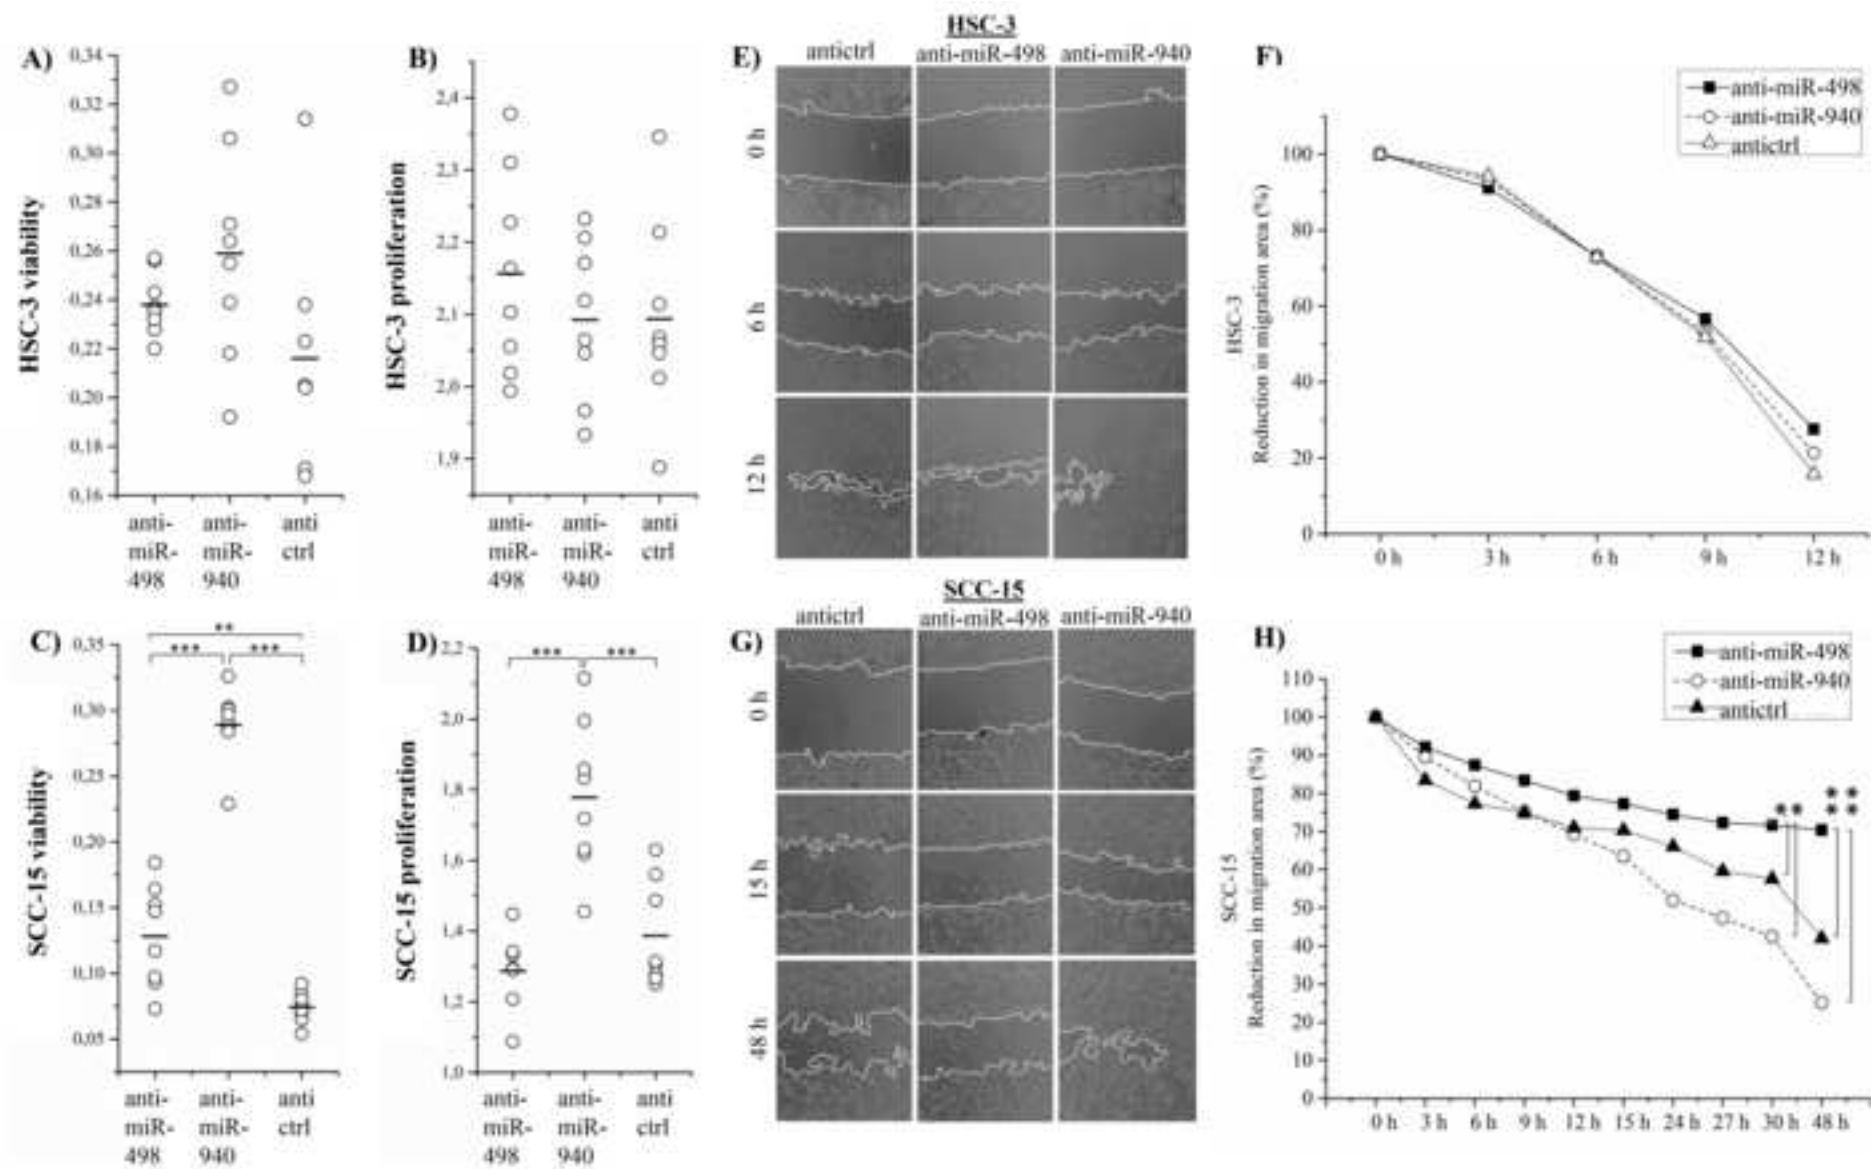 A)
HSC-3 viability
0,34
0,32
0,30
0,28
0,26
0,24
0,22
0,20
0,18
0,16
anti- anti- anti
miR- miR- ctrl
498 940
B)
HSC-3 proliferation
2,4
2,3
2,2
2,1
2,0
1,9
anti- anti- anti
miR- miR- ctrl
498 940
C)
SCC-15 viability
**
*** ***
0,35
0,30
0,35
0,20
0,15
0,10
0,05
anti- anti- anti
miR- miR- ctrl
498 940
D)
SCC-15 proliferation
*** ***
2,2
2,0
1,8
1,6
1,4
1,2
1,0
anti- anti- anti
miR- miR- ctrl
498 940
HSC-3
E)
antictrl anti-miR-498 anti-miR-940
0 h
6 h
12 h
SCC-15
G)
antictrl anti-miR-498 anti-miR-940
0 h
15 h
48 h
F)
anti-miR-498
anti-miR-940
antictrl
HSC-3
Reduction in migration area (%)
100
80
60
40
20
0
0 h 3 h 6 h 9 h 12 h
H)
anti-miR-498
anti-miR-940
antictrl
SCC-15
Reduction in migration area (%)
110
100
90
80
70
60
50
40
30
20
10
0
** 
**
**
0 h 3 h 6 h 9 h 12 h 15 h 24 h 27 h 30 h 48 h